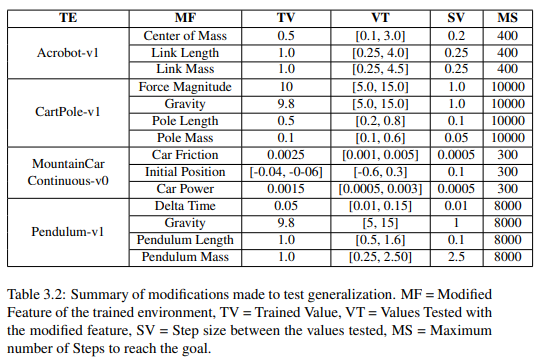 TE MF TV VT SV MS
Center of Mass 0.5 [0.1, 3.0] 0.2 400
Acrobot-v1 Link Length 1.0 [0.25, 4.0] 0.25 400
Link Mass 1.0 [0.25, 4.5] 0.25 400
Force Magnitude 10 [5.0, 15.0] 1.0 10000
CartPole-v1 Gravity 9.8 [5.0, 15.0] 1.0 10000
Pole Length 0.5 [0.2, 0.8] 0.1 10000
Pole Mass 0.1 [0.1, 0.6] 0.05 10000
MountainCar Car Friction 0.0025 [0.001, 0.005] 0.0005 300
Continuous-v0 Initial Position [-0.04, -0-06] [-0.6, 0.3] 0.1 300
Car Power 0.0015 [0.0005, 0.003] 0.0005 300
Delta Time 0.05 [0.01, 0.15] 0.01 8000
Pendulum-v1 Gravity 9.8 [5, 15] 1 8000
Pendulum Length 1.0 [0.5, 1.6] 0.1 8000
Pendulum Mass 1.0 [0.25, 2.50] 2.5 8000
Table 3.2: Summary of modifications made to test generalization. MF = Modified
Feature of the trained environment, TV = Trained Value, VT = Values Tested with
the modified feature, SV = Step size between the values tested, MS = Maximum
number of Steps to reach the goal.